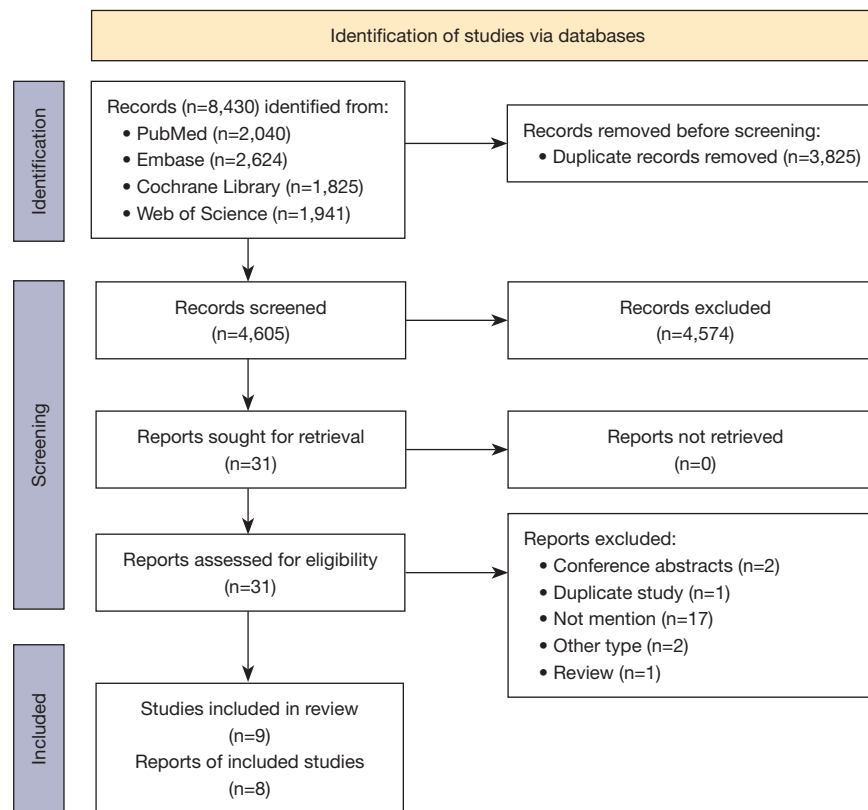 Identification of studies via databases
Identification
Records (n=8,430) identified from:
• PubMed (n=2,040)
• Embase (n=2,624)
• Cochrane Library (n=1,825)
• Web of Science (n=1,941)
Records removed before screening:
• Duplicate records removed (n=3,825)
Screening
Records screened
(n=4,605)
Records excluded
(n=4,574)
Reports sought for retrieval
(n=31)
Reports not retrieved
(n=0)
Reports assessed for eligibility
(n=31)
Reports excluded:
• Conference abstracts (n=2)
• Duplicate study (n=1)
• Not mention (n=17)
• Other type (n=2)
• Review (n=1)
Included
Studies included in review
(n=9)
Reports of included studies
(n=8)